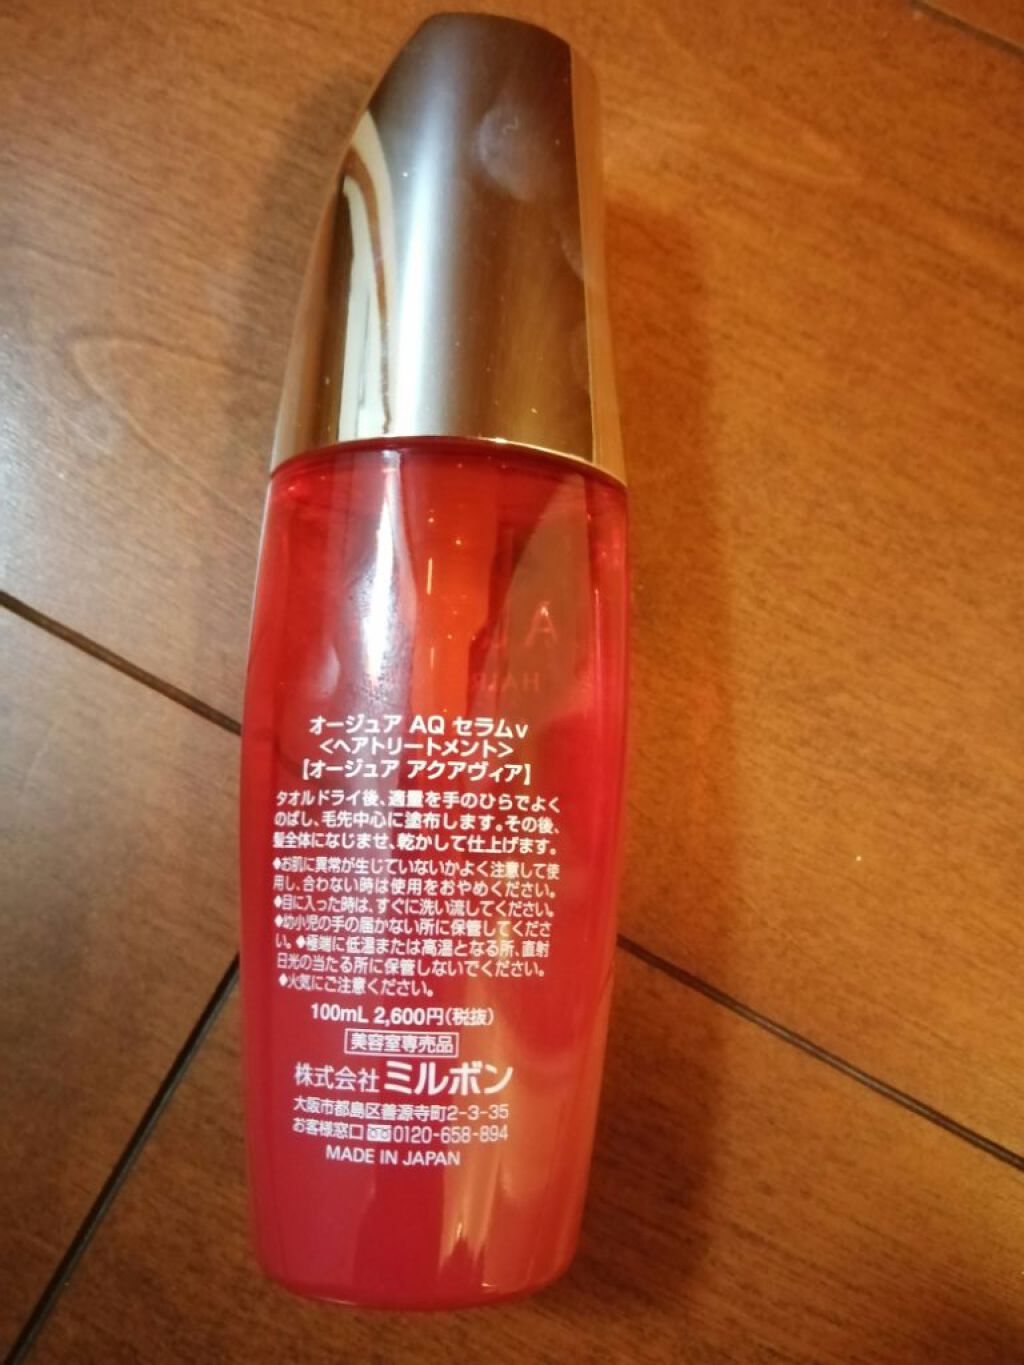 オージュア AQ セラムv
<ヘアトリートメント>
[オージュア アクアヴィア]
タオルドライ後、適量を手のひらでよく
のばし、毛先中心に塗布します。その後、
髪全体になじませ、乾かして仕上げます。
◆お肌に異常が生じていないかよく注意して使
用し、合わない時は使用をおやめください。
◆目に入った時は、すぐに洗い流してください。
◆幼小児の手の届かない所に保管してくださ
い。◆極端に低温または高温となる所、直射
日光の当たる所に保管しないでください。
◆火気にご注意ください。
100mL 2,600円(税抜)
美容室専売品
株式会社 ミルボン
大阪市都島区善源寺町2-3-35
お客様窓口 0120-658-894
MADE IN JAPAN